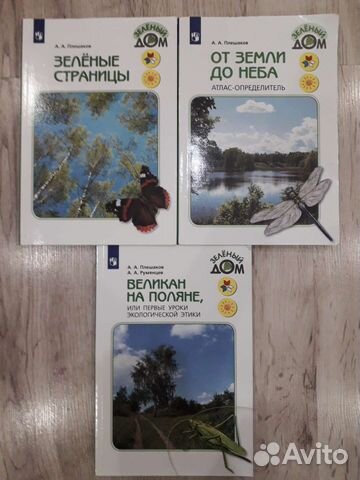 А. А. Плешаков
ЗЕЛЁНЫЕ
СТРАНИЦЫ
ЗЕЛЁНЫЙ
ДОМ
А. А. Плешаков
ОТ ЗЕМЛИ
ДО НЕБА
АТЛАС-ОПРЕДЕЛИТЕЛЬ
ЗЕЛЁНЫЙ
ДОМ
А. А. Плешаков
А. А. Румянцев
ВЕЛИКАН
НА ПОЛЯНЕ,
ИЛИ ПЕРВЫЕ УРОКИ
ЭКОЛОГИЧЕСКОЙ ЭТИКИ
ЗЕЛЁНЫЙ
ДОМ
Avito